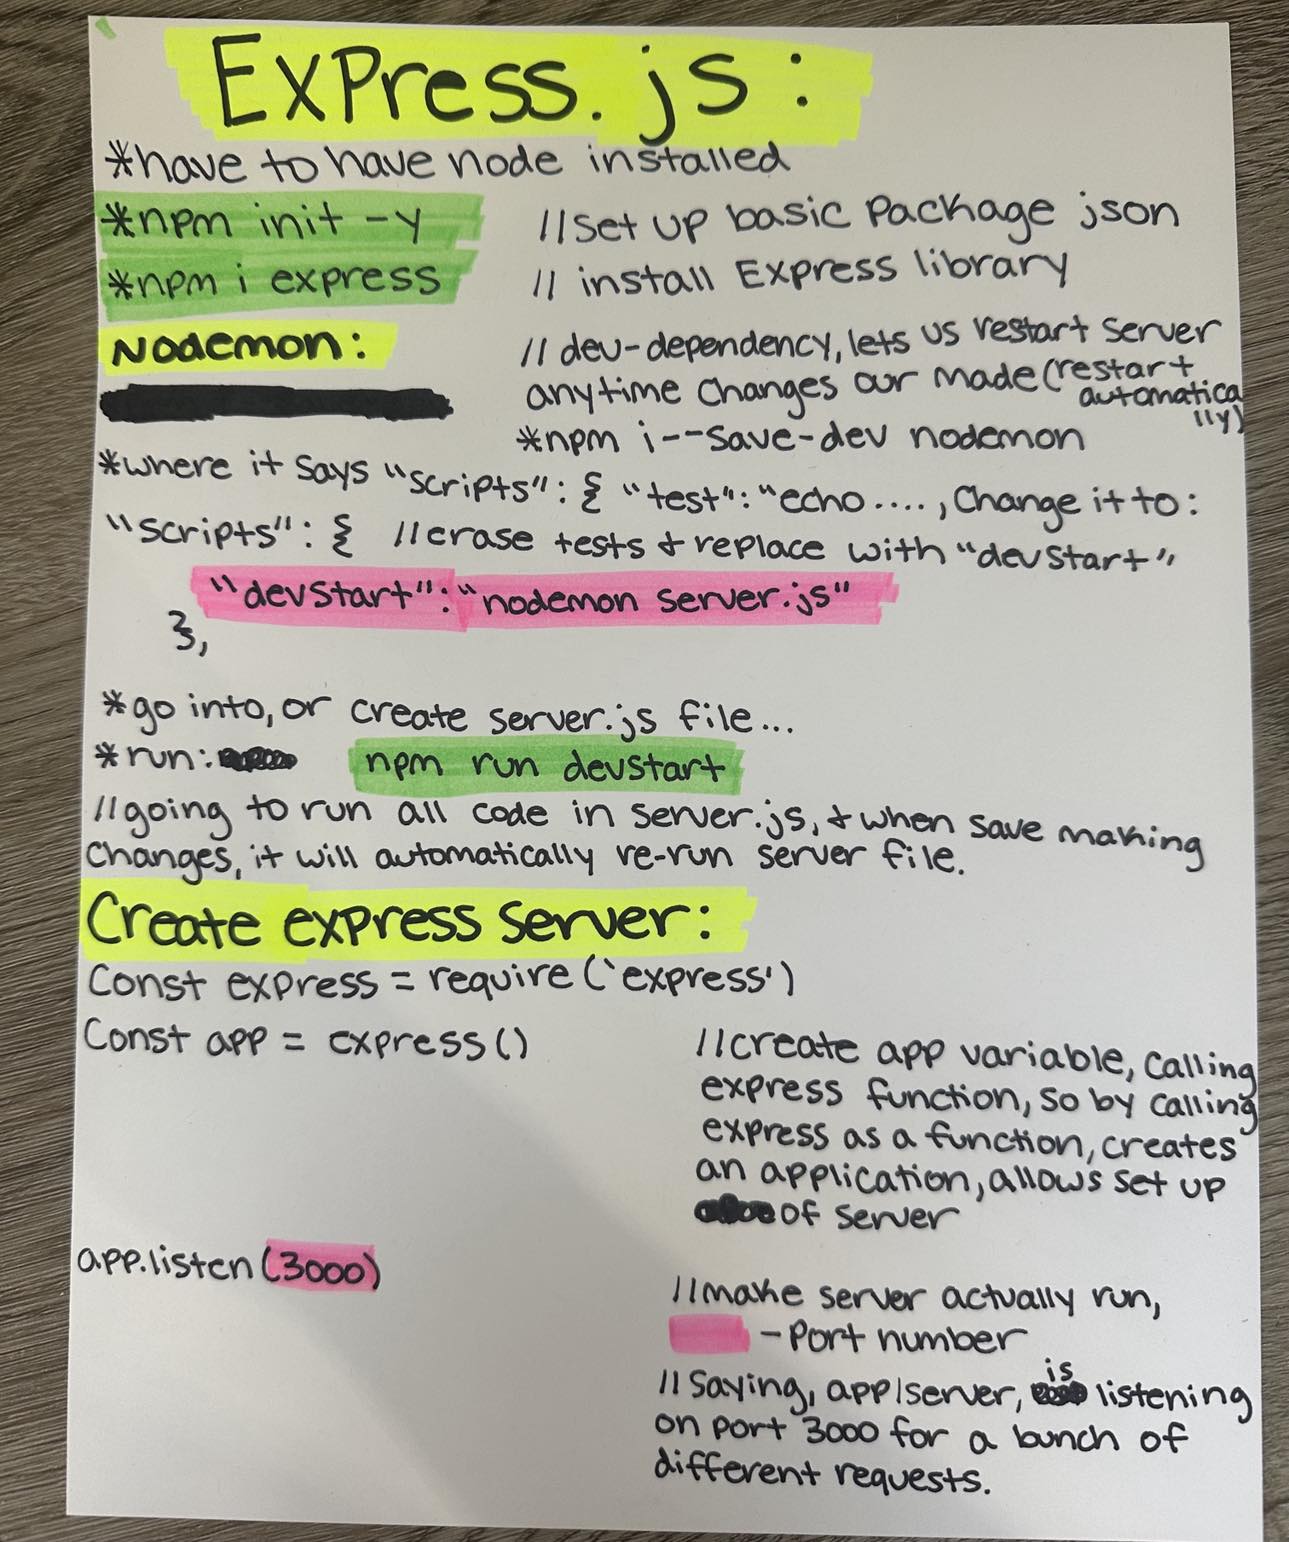 Express.js:
*have to have node installed
*npm init -y //set up basic package json
*npm i express // install Express library
Nodemon: // dev-dependency, lets us restart server
anytime changes our made (restart
automatica
lly)
*npm i--save-dev nodemon
*where it says "scripts": { "test": "echo...., Change it to:
"scripts": { //erase tests & replace with "devStart"
"devStart": "nodemon server.js"
},
*go into, or create server.js file...
*run: npm run devStart
//going to run all code in server.js, & when save making
changes, it will automatically re-run server file.
Create express server:
Const express = require(`express')
Const app = express()
//create app variable, calling
express function, so by calling
express as a function, creates
an application, allows set up
of server
app.listen(3000)
//make server actually run,
- Port number
// Saying, app/server, is listening
on port 3000 for a bunch of
different requests.